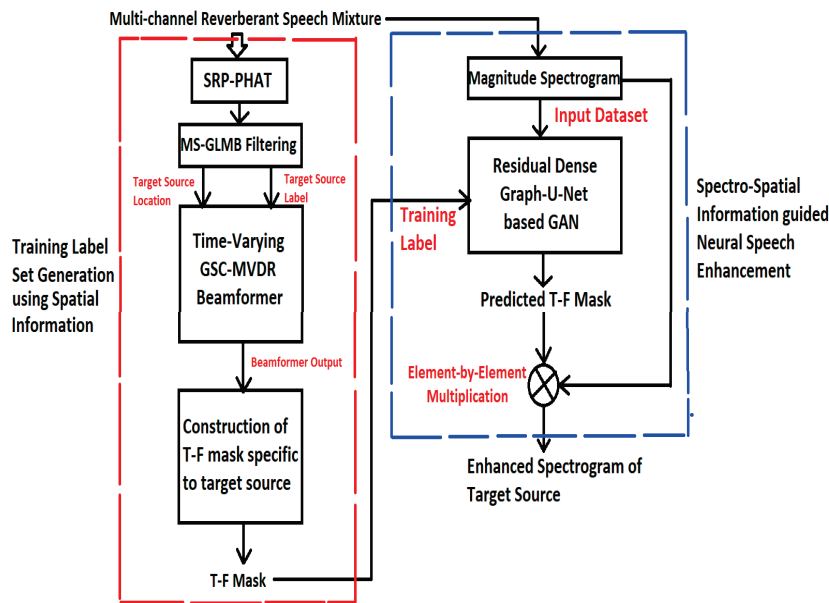 Multi-channel Reverberant Speech Mixture
SRP-PHAT
MS-GLMB Filtering
Target Source
Location
Target Source
Label
Time-Varying
GSC-MVDR
Beamformer
Training Label
Set Generation
using Spatial
Information
Beamformer Output
Construction of
T-F mask specific
to target source
T-F Mask
Magnitude Spectrogram
Input Dataset
Residual Dense
Graph-U-Net
based GAN
Training
Label
Spectro-Spatial
Information guided
Neural Speech
Enhancement
Predicted T-F Mask
Element-by-Element
Multiplication
Enhanced Spectrogram of
Target Source